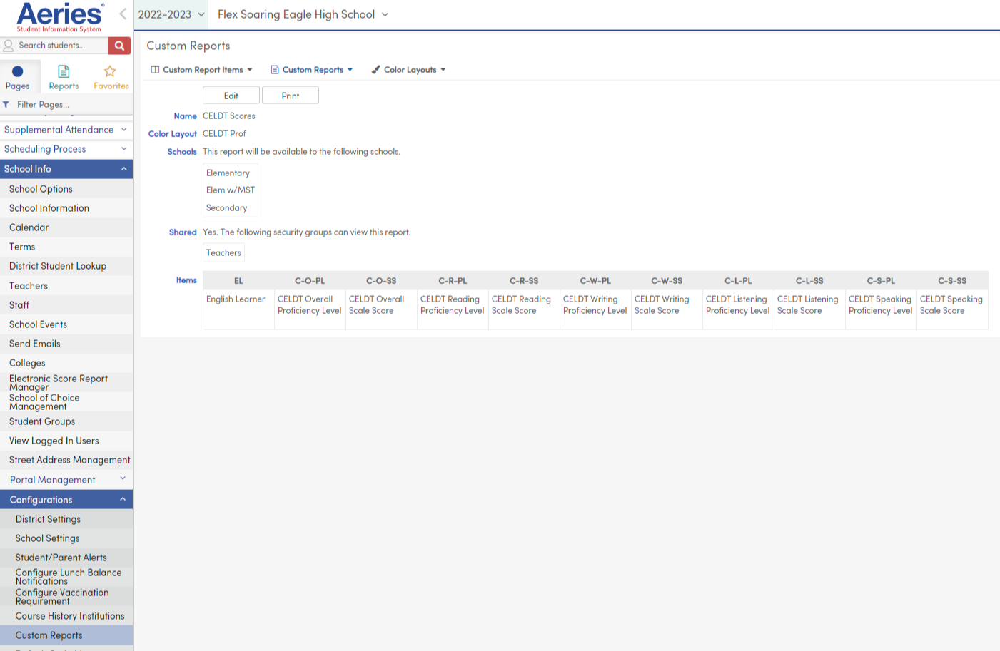 Aeries®
Student Information System
2022-2023
Flex Soaring Eagle High School
Search students...
Pages
Reports
Favorites
Filter Pages...
Supplemental Attendance
Scheduling Process
School Info
School Options
School Information
Calendar
Terms
District Student Lookup
Teachers
Staff
School Events
Send Emails
Colleges
Electronic Score Report
Manager
School of Choice
Management
Student Groups
View Logged In Users
Street Address Management
Portal Management
Configurations
District Settings
School Settings
Student/Parent Alerts
Configure Lunch Balance
Notifications
Configure Vaccination
Requirement
Course History Institutions
Custom Reports
Custom Reports
Custom Report Items
Custom Reports
Color Layouts
Edit
Print
Name CELDT Scores
Color Layout CELDT Prof
Schools This report will be available to the following schools.
Elementary
Elem w/MST
Secondary
Shared Yes. The following security groups can view this report.
Teachers
Items EL C-O-PL C-O-SS C-R-PL C-R-SS C-W-PL C-W-SS C-L-PL C-L-SS C-S-PL C-S-SS
English Learner CELDT Overall CELDT Overall CELDT Reading CELDT Reading CELDT Writing CELDT Writing CELDT Listening CELDT Listening CELDT Speaking CELDT Speaking
Proficiency Level Scale Score Proficiency Level Scale Score Proficiency Level Scale Score Proficiency Level Scale Score Proficiency Level Scale Score